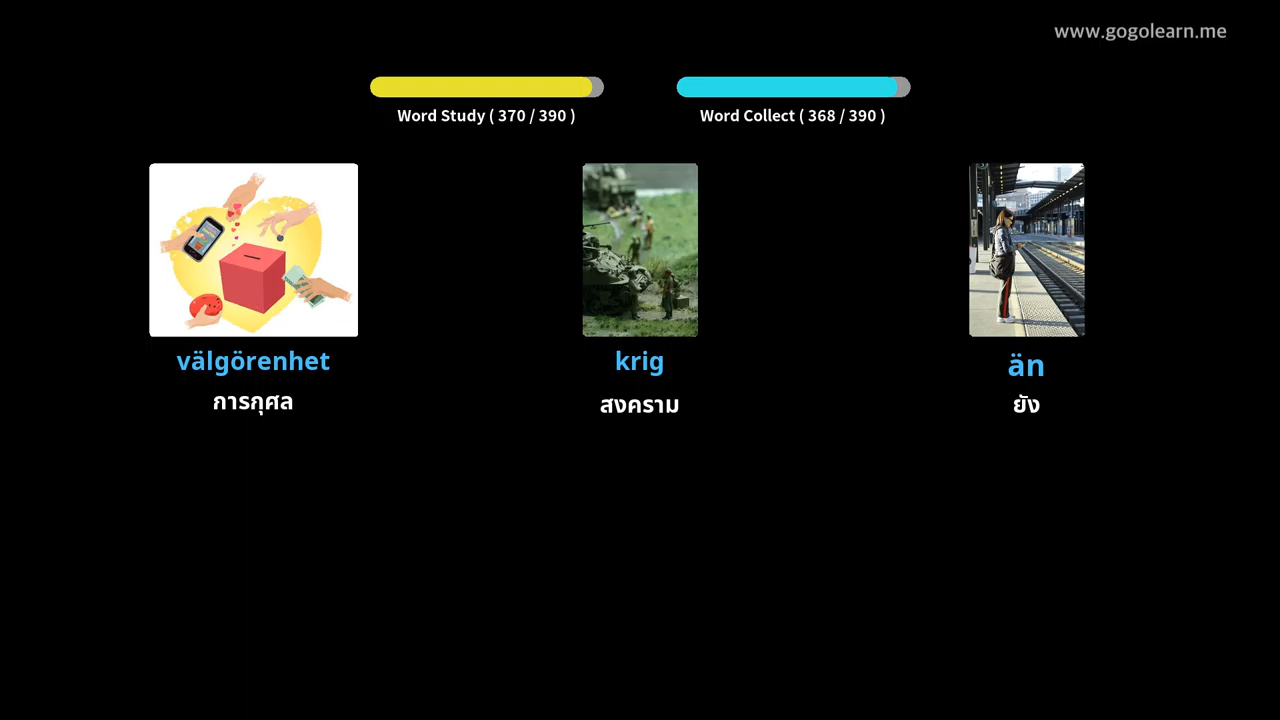 www.gogolearn.me
Word Study ( 370 / 390 )
Word Collect ( 368 / 390 )
välgörenhet
การกุศล
krig
สงคราม
än
ยัง